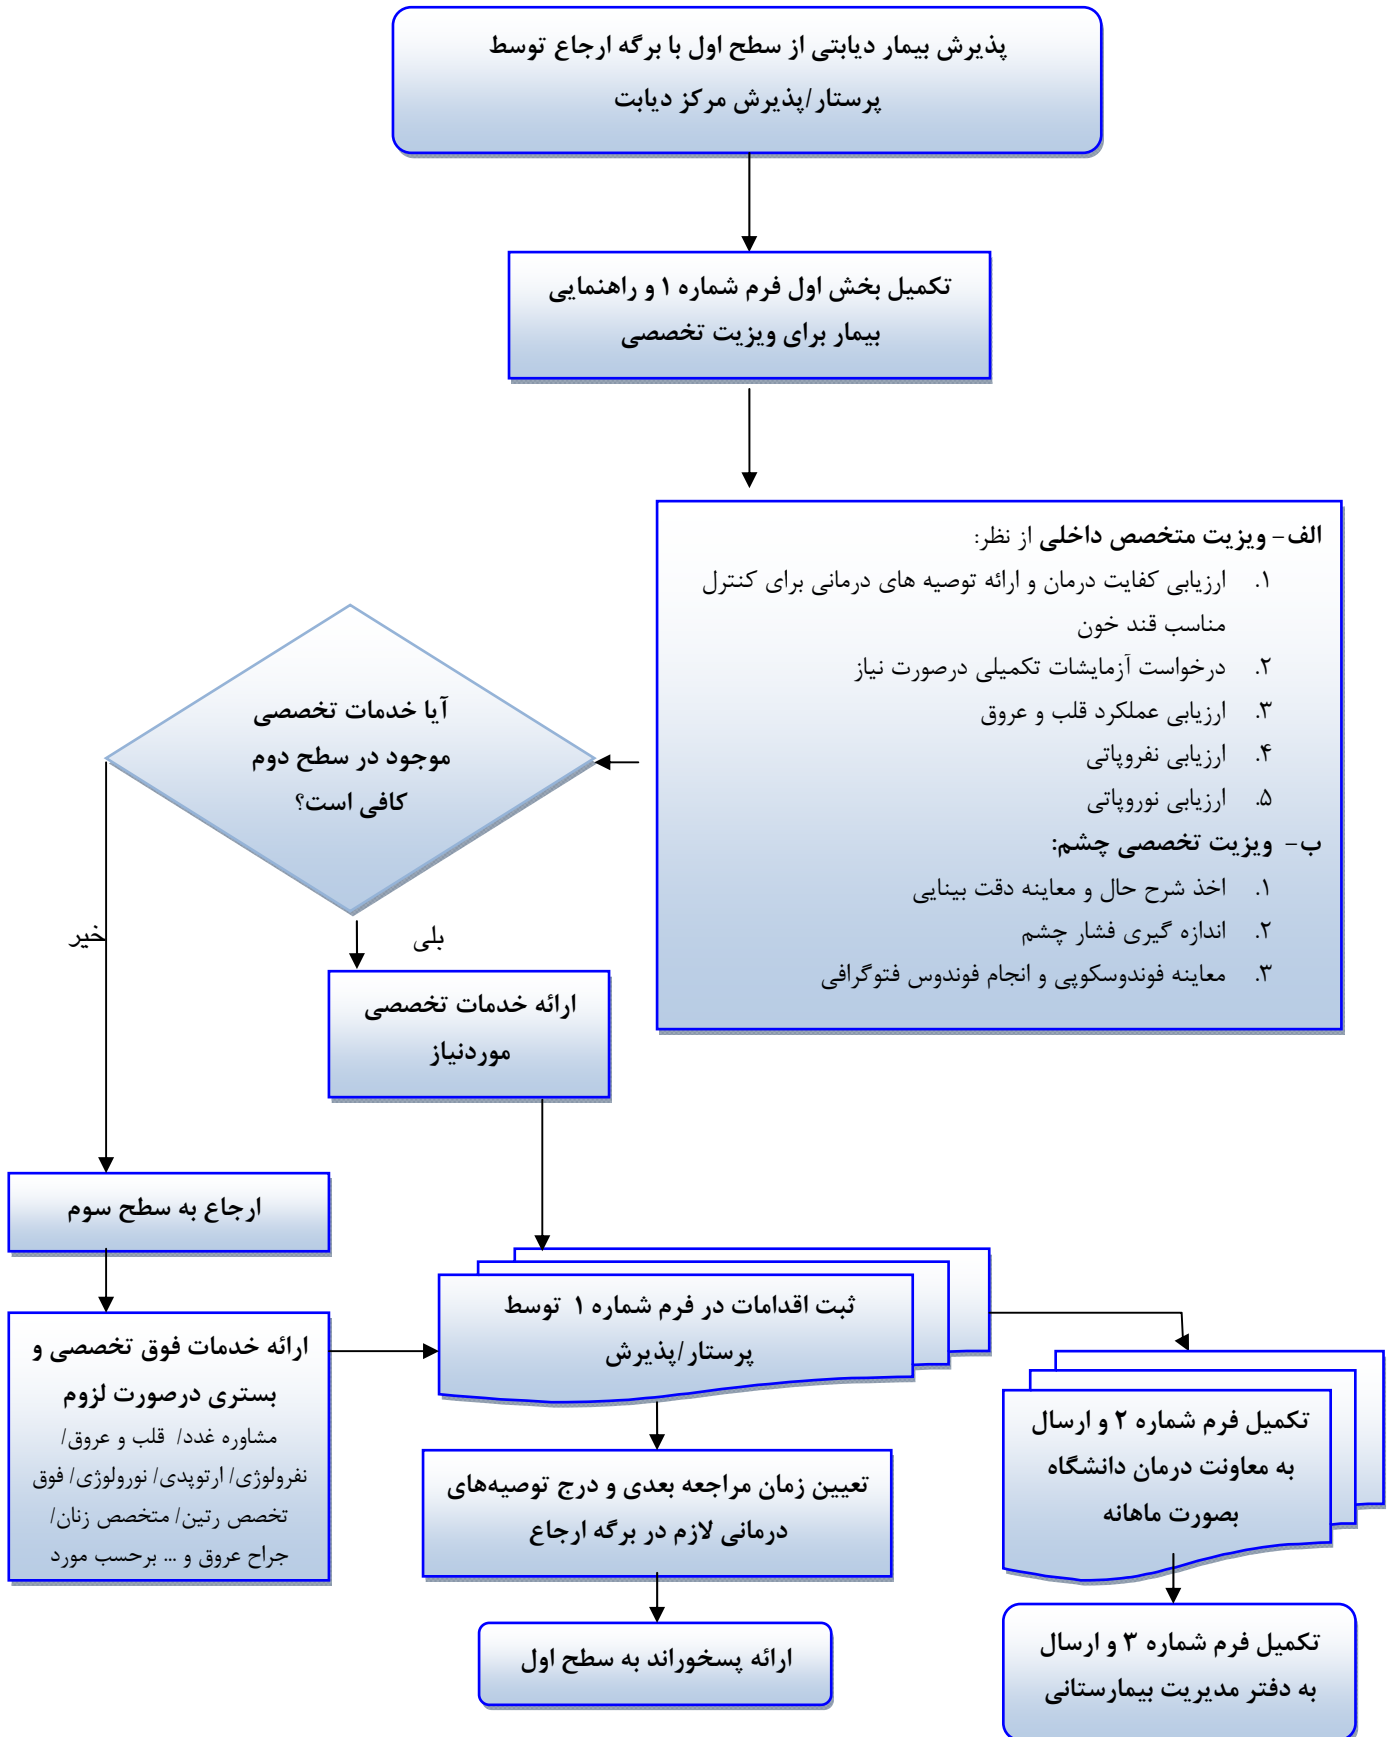 پذیرش بیمار دیابتی از سطح اول با برگه ارجاع توسط
پرستار/پذیرش مرکز دیابت
تکمیل بخش اول فرم شماره ۱ و راهنمایی
بیمار برای ویزیت تخصصی
الف- ویزیت متخصص داخلی از نظر:
۱. ارزیابی کفایت درمان و ارائه توصیه های درمانی برای کنترل
مناسب قند خون
۲. درخواست آزمایشات تکمیلی درصورت نیاز
۳. ارزیابی عملکرد قلب و عروق
۴. ارزیابی نفروپاتی
۵. ارزیابی نوروپاتی
ب- ویزیت تخصصی چشم:
۱. اخذ شرح حال و معاینه دقت بینایی
۲. اندازه گیری فشار چشم
۳. معاینه فوندوسکوپی و انجام فوندوس فتوگرافی
آیا خدمات تخصصی
موجود در سطح دوم
کافی است؟
بلی
خیر
ارائه خدمات تخصصی
موردنیاز
ارجاع به سطح سوم
ارائه خدمات فوق تخصصی و
بستری درصورت لزوم
مشاوره غدد/ قلب و عروق/
نفرولوژی/ ارتوپدی/ نورولوژی/ فوق
تخصص رتین/ متخصص زنان/
جراح عروق و ... برحسب مورد
ثبت اقدامات در فرم شماره ۱ توسط
پرستار/پذیرش
تعیین زمان مراجعه بعدی و درج توصیه‌های
درمانی لازم در برگه ارجاع
ارائه پسخوراند به سطح اول
تکمیل فرم شماره ۲ و ارسال
به معاونت درمان دانشگاه
بصورت ماهانه
تکمیل فرم شماره ۳ و ارسال
به دفتر مدیریت بیمارستانی